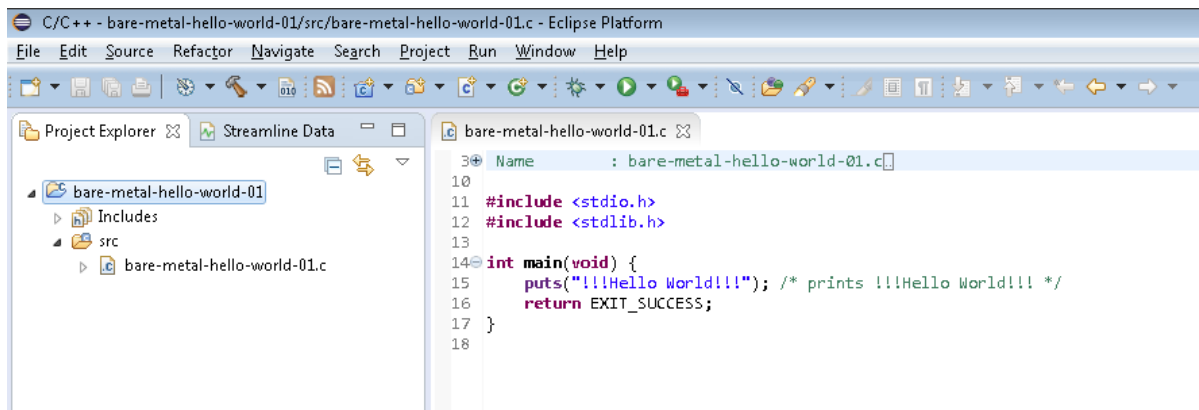 C/C++ - bare-metal-hello-world-01/src/bare-metal-hello-world-01.c - Eclipse Platform
File Edit Source Refactor Navigate Search Project Run Window Help
Project Explorer Streamline Data
bare-metal-hello-world-01
Includes
src
bare-metal-hello-world-01.c
bare-metal-hello-world-01.c
3 Name : bare-metal-hello-world-01.c
10
11 #include <stdio.h>
12 #include <stdlib.h>
13
14 int main(void) {
15 puts("!!!Hello World!!!"); /* prints !!!Hello World!!! */
16 return EXIT_SUCCESS;
17 }
18